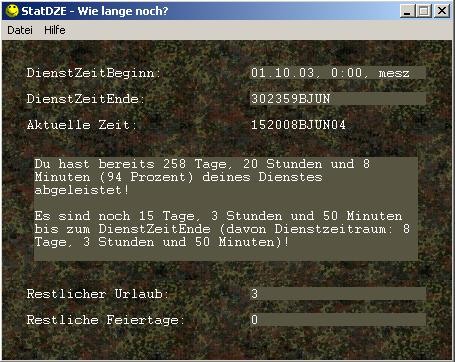 StatDZE - Wie lange noch?
Datei Hilfe
DienstZeitBeginn: 01.10.03, 0:00, mesz
DienstZeitEnde: 302359BJUN
Aktuelle Zeit: 152008BJUN04
Du hast bereits 258 Tage, 20 Stunden und 8
Minuten (94 Prozent) deines Dienstes
abgeleistet!
Es sind noch 15 Tage, 3 Stunden und 50 Minuten
bis zum DienstZeitEnde (davon Dienstzeitraum: 8
Tage, 3 Stunden und 50 Minuten)!
Restlicher Urlaub: 3
Restliche Feiertage: 0